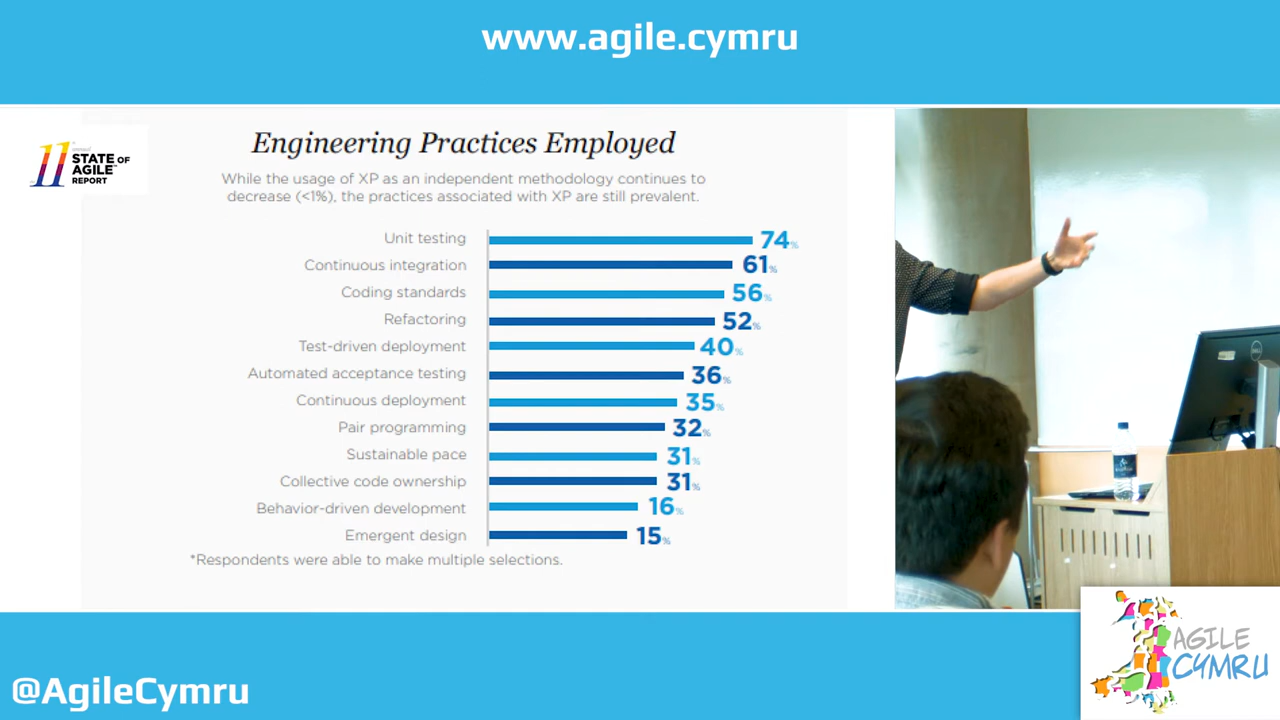 www.agile.cymru
11
STATE OF
AGILE™
REPORT
Engineering Practices Employed
While the usage of XP as an independent methodology continues to
decrease (<1%), the practices associated with XP are still prevalent.
Unit testing 74%
Continuous integration 61%
Coding standards 56%
Refactoring 52%
Test-driven deployment 40%
Automated acceptance testing 36%
Continuous deployment 35%
Pair programming 32%
Sustainable pace 31%
Collective code ownership 31%
Behavior-driven development 16%
Emergent design 15%
*Respondents were able to make multiple selections.
DELL
@AgileCymru
AGILE
CYMRU